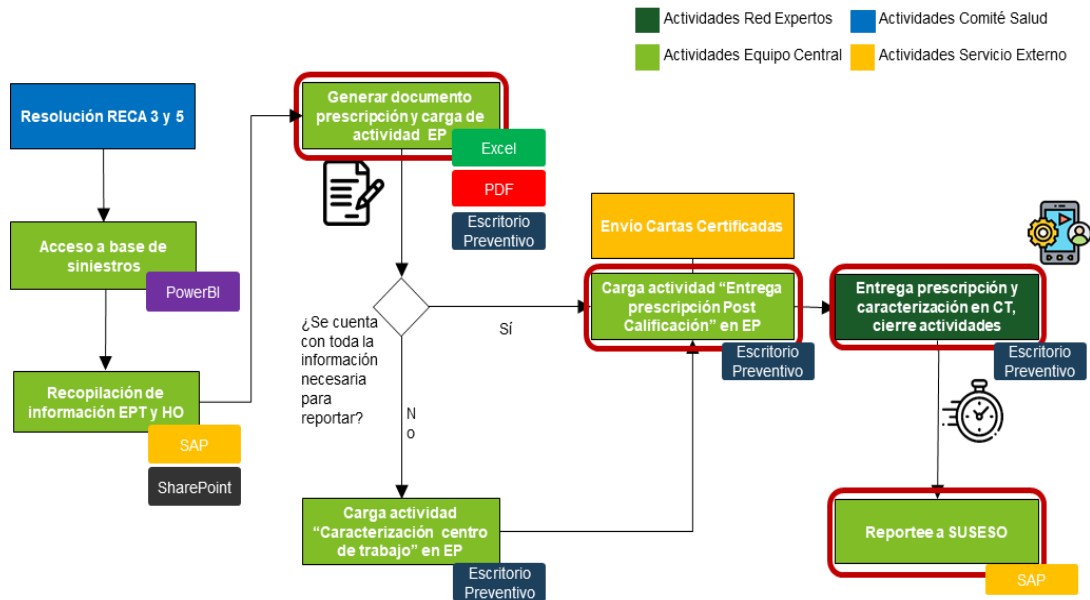 Actividades Red Expertos
Actividades Comité Salud
Actividades Equipo Central
Actividades Servicio Externo
Resolución RECA 3 y 5
Acceso a base de
siniestros
PowerBI
Recopilación de
información EPT y HO
SAP
SharePoint
Generar documento
prescripción y carga de
actividad EP
Excel
PDF
Escritorio
Preventivo
¿Se cuenta
con toda la
información
necesaria
para
reportar?
Sí
N
o
Carga actividad
“Caracterización centro
de trabajo” en EP
Escritorio
Preventivo
Envío Cartas Certificadas
Carga actividad “Entrega
prescripción Post
Calificación” en EP
Escritorio
Preventivo
Entrega prescripción y
caracterización en CT,
cierre actividades
Escritorio
Preventivo
Reportee a SUSESO
SAP